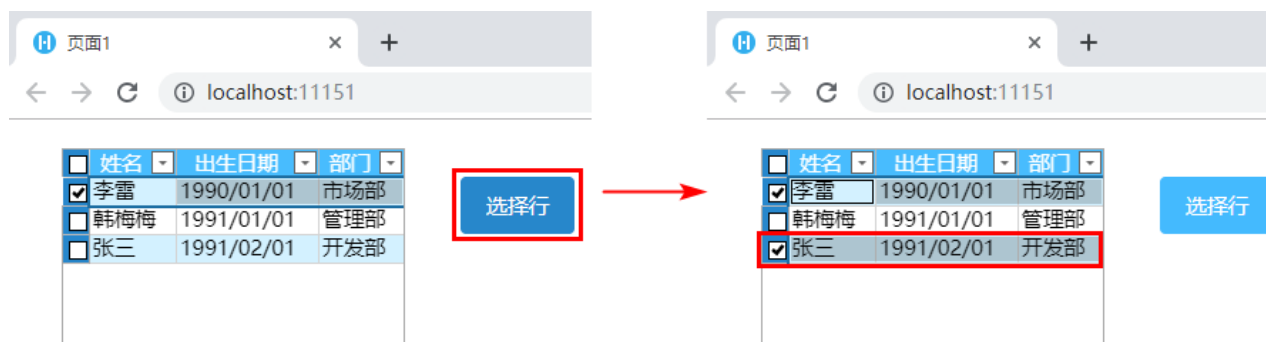 页面1
localhost:11151
姓名 出生日期 部门
李雷 1990/01/01 市场部
韩梅梅 1991/01/01 管理部
张三 1991/02/01 开发部
选择行
页面1
localhost:11151
姓名 出生日期 部门
李雷 1990/01/01 市场部
韩梅梅 1991/01/01 管理部
张三 1991/02/01 开发部
选择行